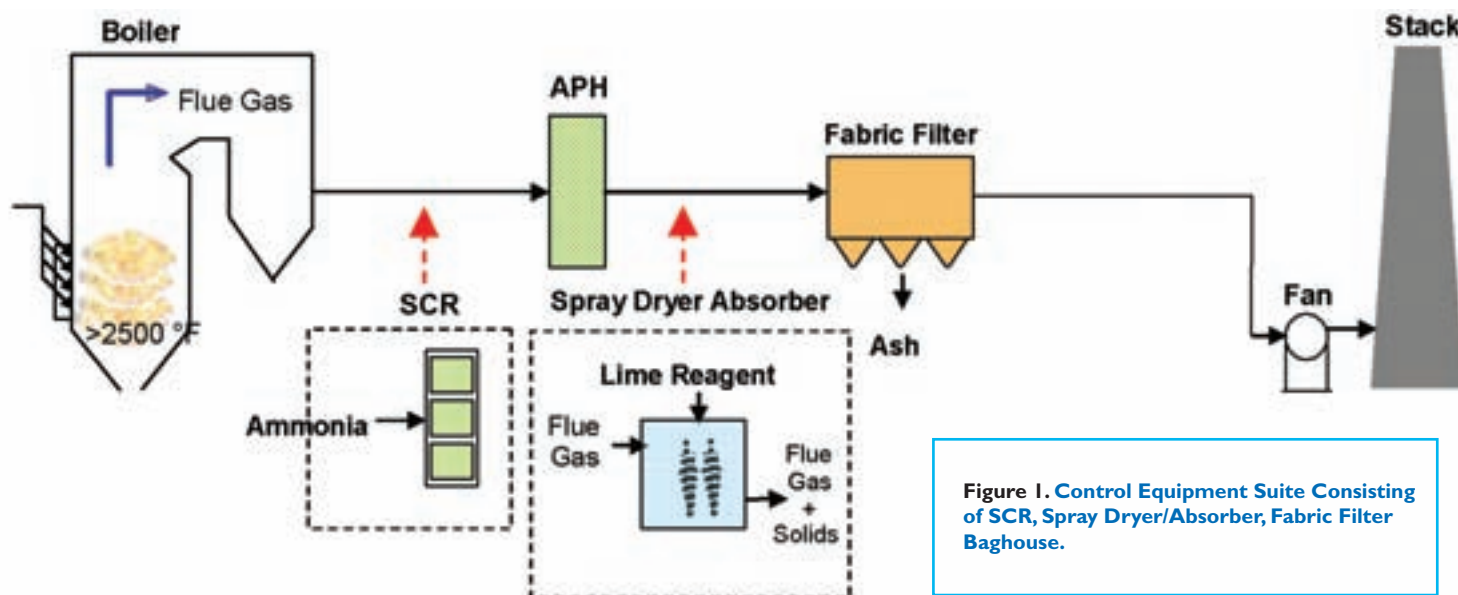 Boiler
Stack
Flue Gas
APH
Fabric Filter
>2500 °F
SCR
Spray Dryer Absorber
Ash
Fan
Ammonia
Lime Reagent
Flue
Gas
Flue
Gas
+
Solids
Figure 1. Control Equipment Suite Consisting
of SCR, Spray Dryer/Absorber, Fabric Filter
Baghouse.